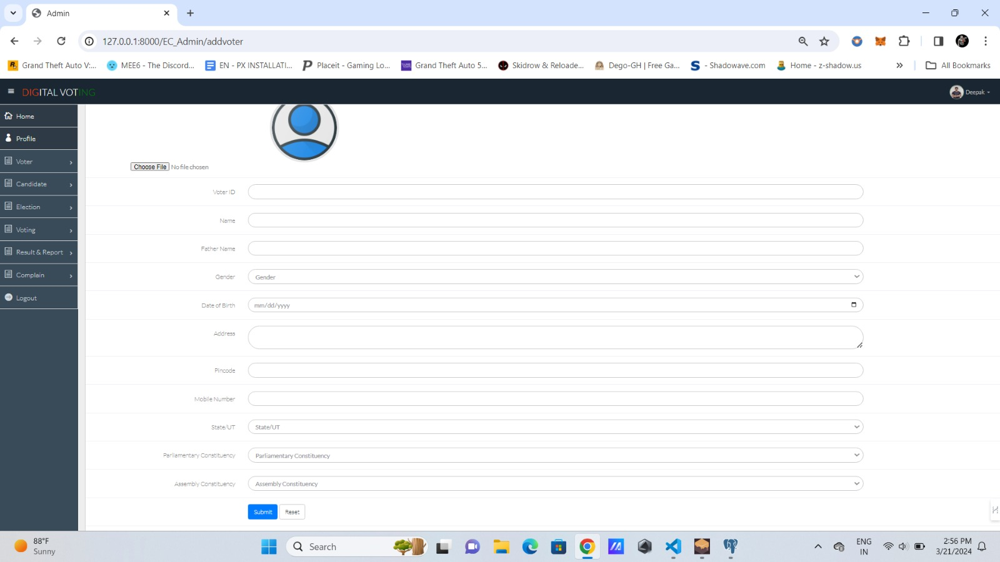 Admin
127.0.0.1:8000/EC_Admin/addvoter
Grand Theft Auto V:...
MEE6 - The Discord...
EN - PX INSTALLATI...
Placeit - Gaming Lo...
Grand Theft Auto 5...
Skidrow & Reloade...
Dego-GH | Free Ga...
- Shadowave.com
Home - z-shadow.us
All Bookmarks
DIGITAL VOTING
Deepak
Home
Profile
Voter
Candidate
Election
Voting
Result & Report
Complain
Logout
Choose File No file chosen
Voter ID
Name
Father Name
Gender Gender
Date of Birth mm/dd/yyyy
Address
Pincode
Mobile Number
State/UT State/UT
Parliamentary Constituency Parliamentary Constituency
Assembly Constituency Assembly Constituency
Submit Reset
88°F
Sunny
Search
ENG
IN
2:56 PM
3/21/2024